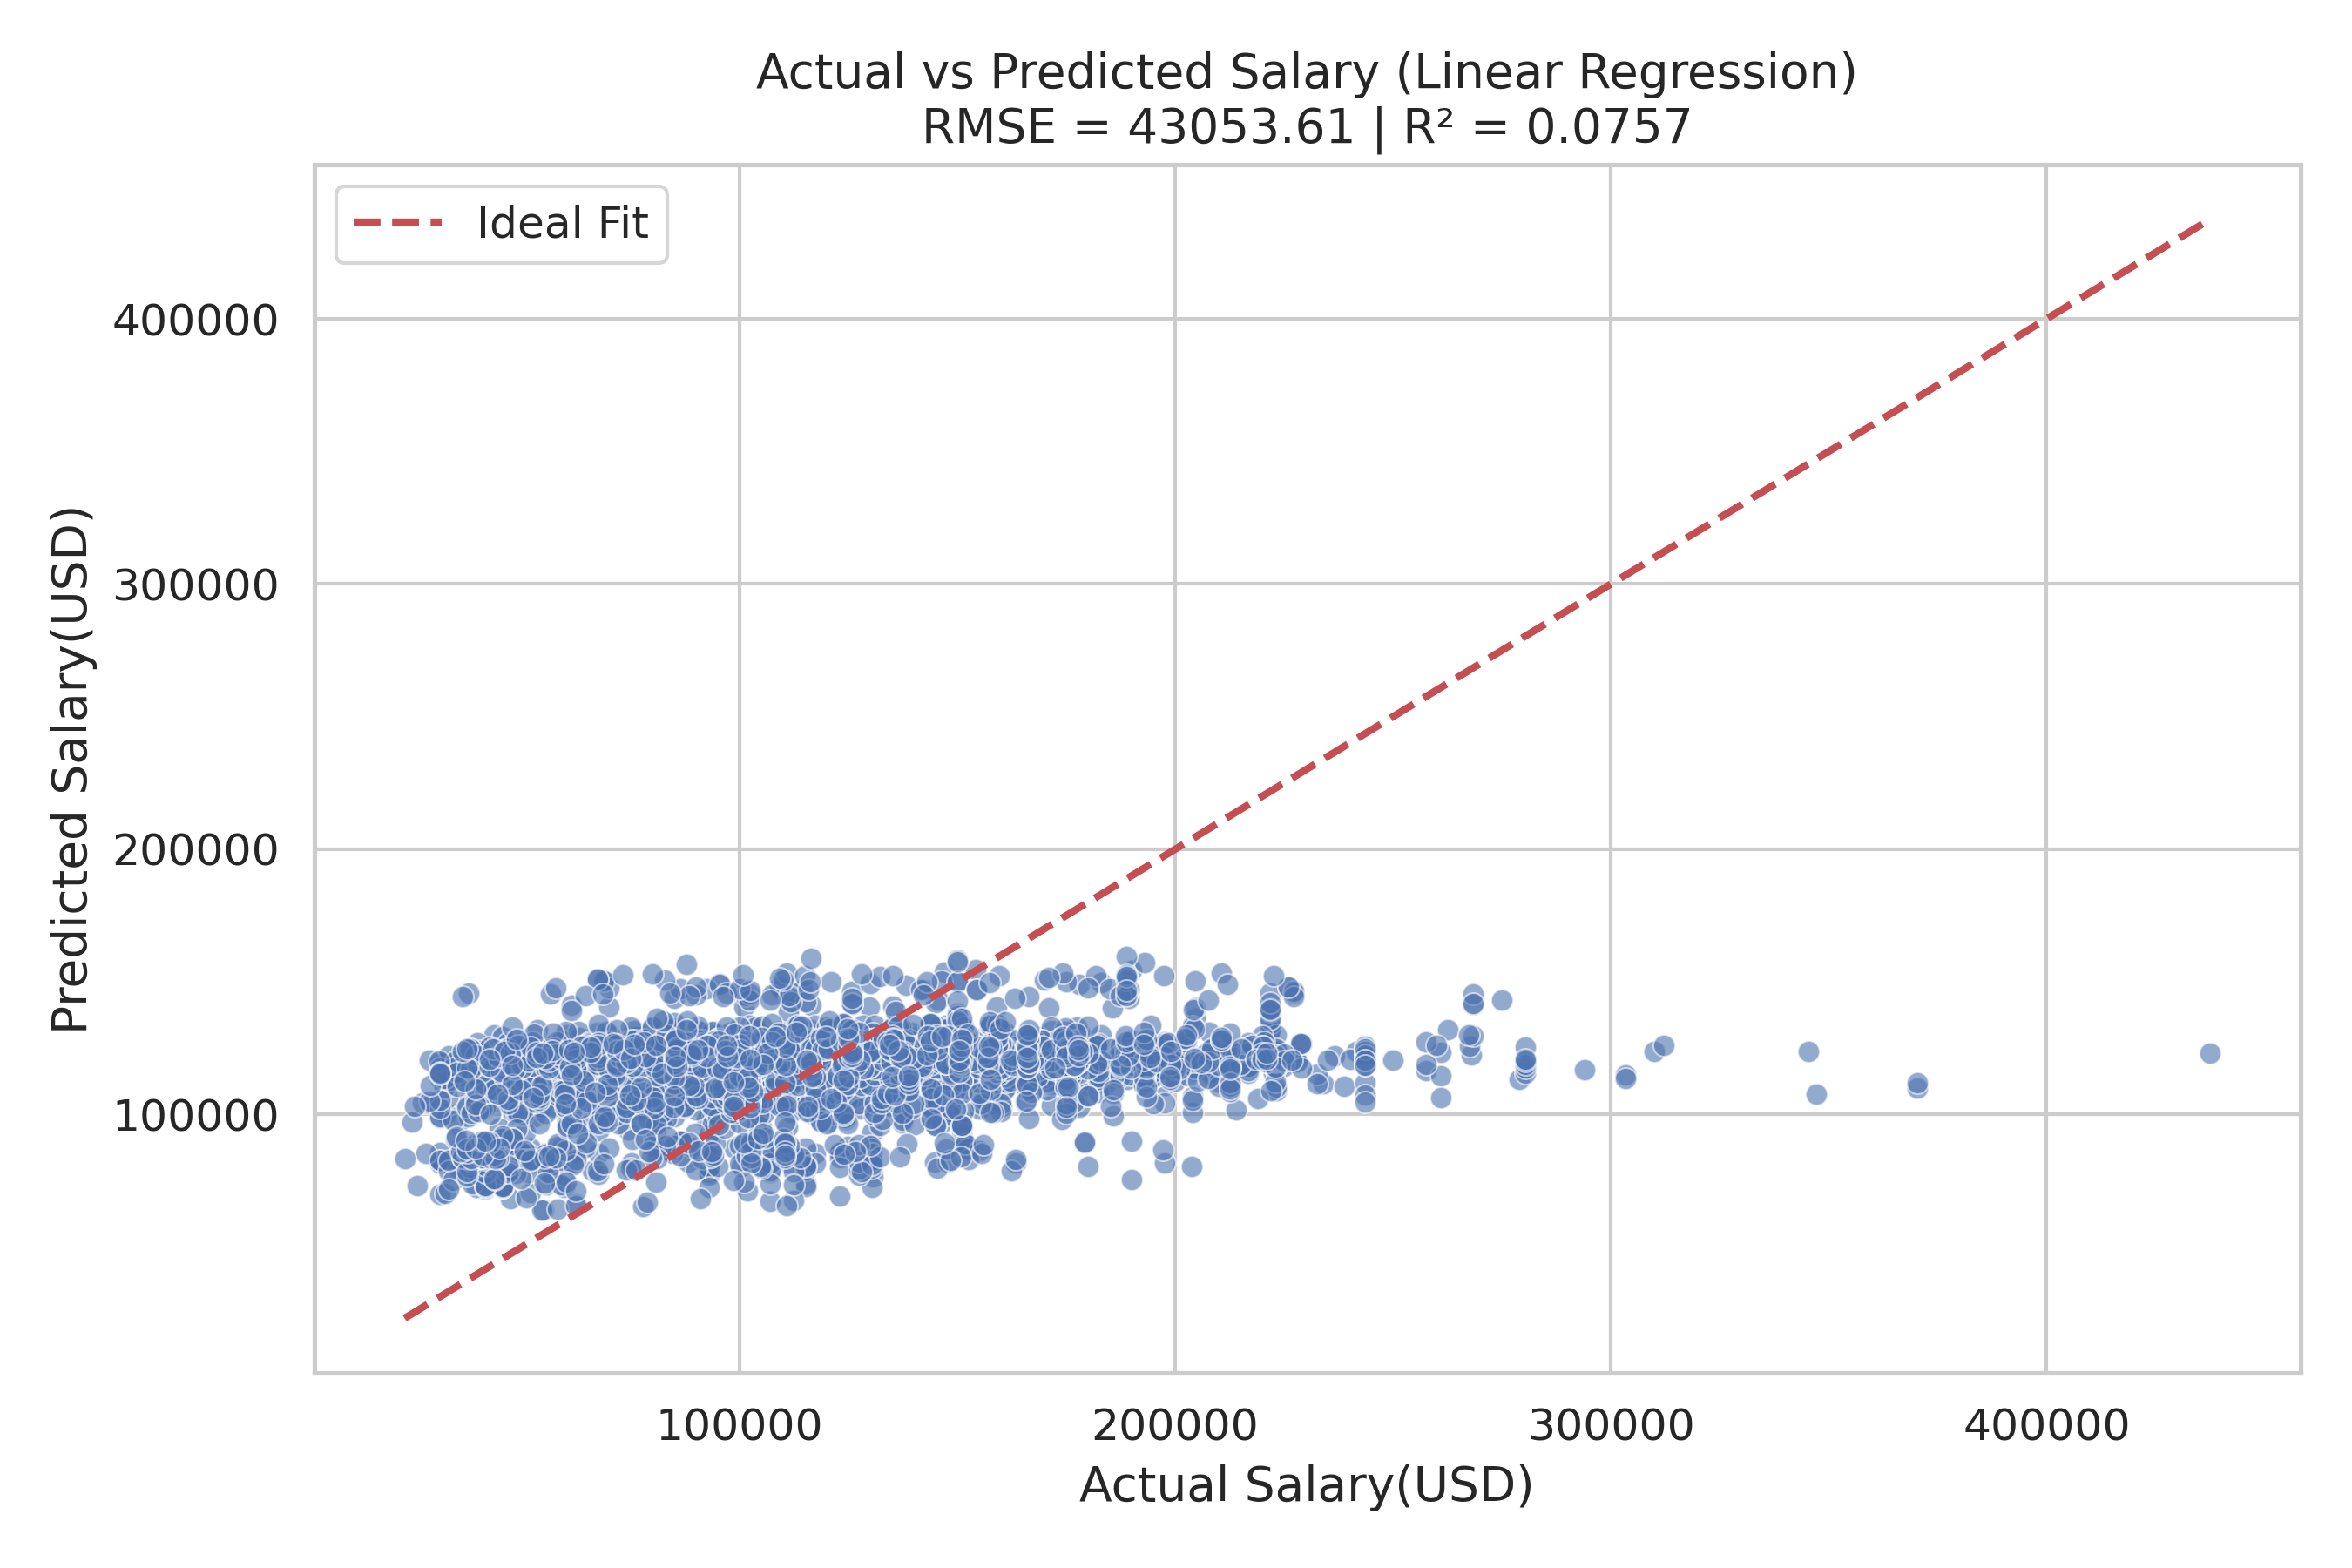 Actual vs Predicted Salary (Linear Regression)
RMSE = 43053.61 | R² = 0.0757
Ideal Fit
Predicted Salary(USD)
400000
300000
200000
100000
100000 200000 300000 400000
Actual Salary(USD)